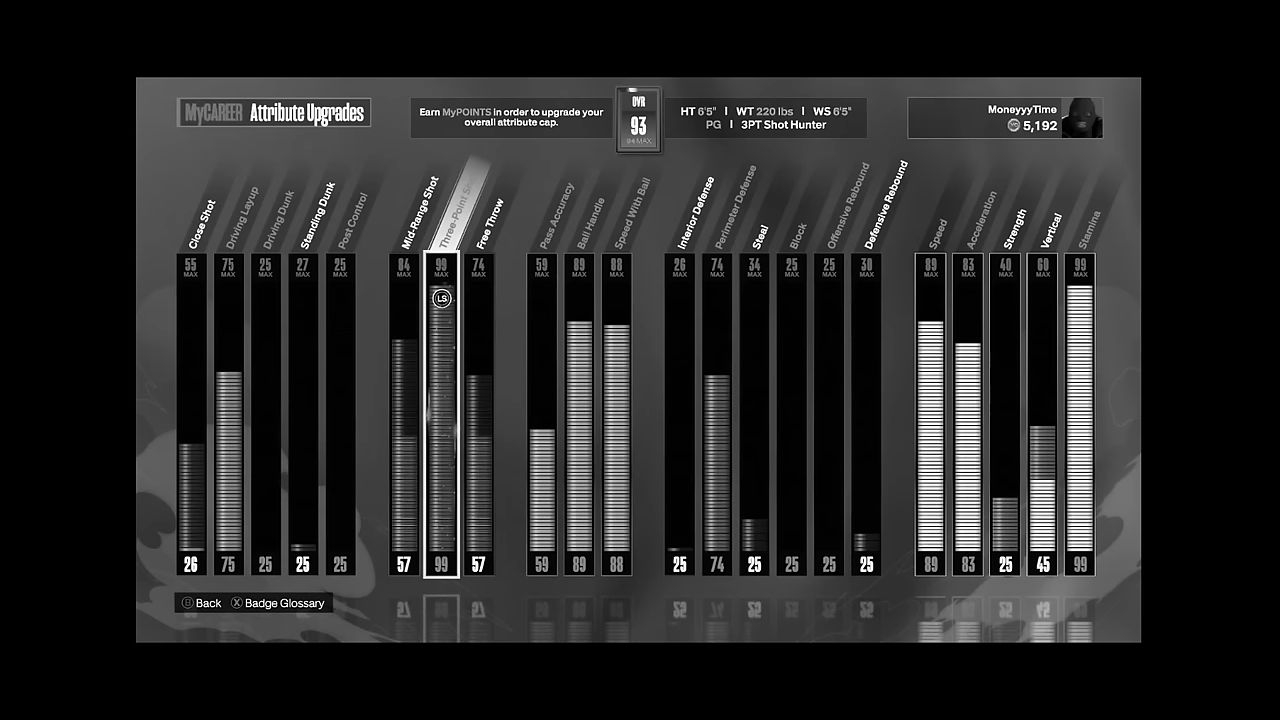 MyCAREER Attribute Upgrades
Earn MyPOINTS in order to upgrade your
overall attribute cap.
OVR
93
94 MAX
HT 6'5" | WT 220 lbs | WS 6'5"
PG | 3PT Shot Hunter
MoneyyyTime
VC 5,192
Close Shot
Driving Layup
Driving Dunk
Standing Dunk
Post Control
Mid-Range Shot
Three-Point
Free Throw
Pass Accuracy
Ball Handle
Speed With Ball
Interior Defense
Perimeter Defense
Steal
Block
Offensive Rebound
Defensive Rebound
Speed
Acceleration
Strength
Vertical
Stamina
55 75 25 27 25 84 99 74 59 89 88 26 74 34 25 25 30 89 83 40 60 99
MAX MAX MAX MAX MAX MAX MAX MAX MAX MAX MAX MAX MAX MAX MAX MAX MAX MAX MAX MAX MAX MAX
LS
26 75 25 25 25 57 99 57 59 89 88 25 74 25 25 25 25 89 83 25 45 99
B Back X Badge Glossary